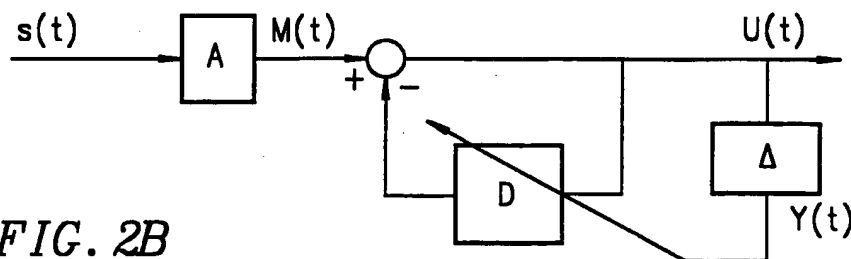 s(t) A M(t) U(t)
+ -
D Δ
Y(t)
FIG. 2B